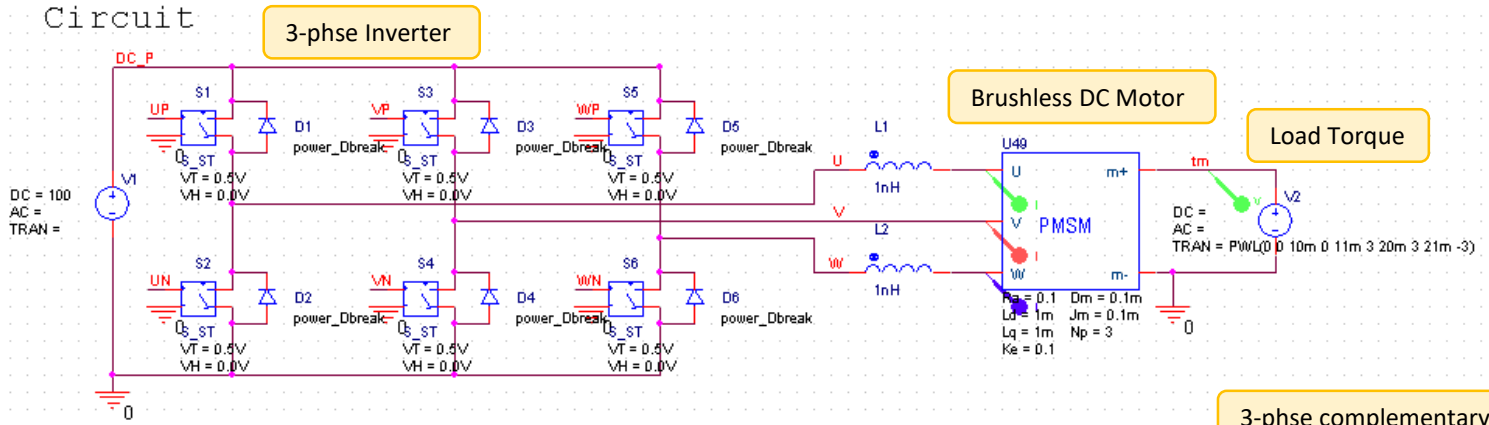 Circuit
3-phse Inverter
DC_P
Brushless DC Motor
Load Torque
S1
S3
S5
UP
VP
WP
D1
D3
D5
power_Dbreak
power_Dbreak
power_Dbreak
0
0
0
S_ST
S_ST
S_ST
VT = 0.5V
VT = 0.5V
VT = 0.5V
VH = 0.0V
VH = 0.0V
VH = 0.0V
V1
DC = 100
AC =
TRAN =
L1
U
1nH
V
L2
W
1nH
U49
U
m+
V
PMSM
W
m-
tm
V2
DC =
AC =
TRAN = PWL(0 0 10m 0 11m 3 20m 3 21m -3)
S2
S4
S6
UN
VN
WN
D2
D4
D6
power_Dbreak
power_Dbreak
power_Dbreak
0
0
0
S_ST
S_ST
S_ST
VT = 0.5V
VT = 0.5V
VT = 0.5V
VH = 0.0V
VH = 0.0V
VH = 0.0V
Ra = 0.1 Dm = 0.1m
Ld = 1m Jm = 0.1m
Lq = 1m Np = 3
Ke = 0.1
0
0
3-phse complementary